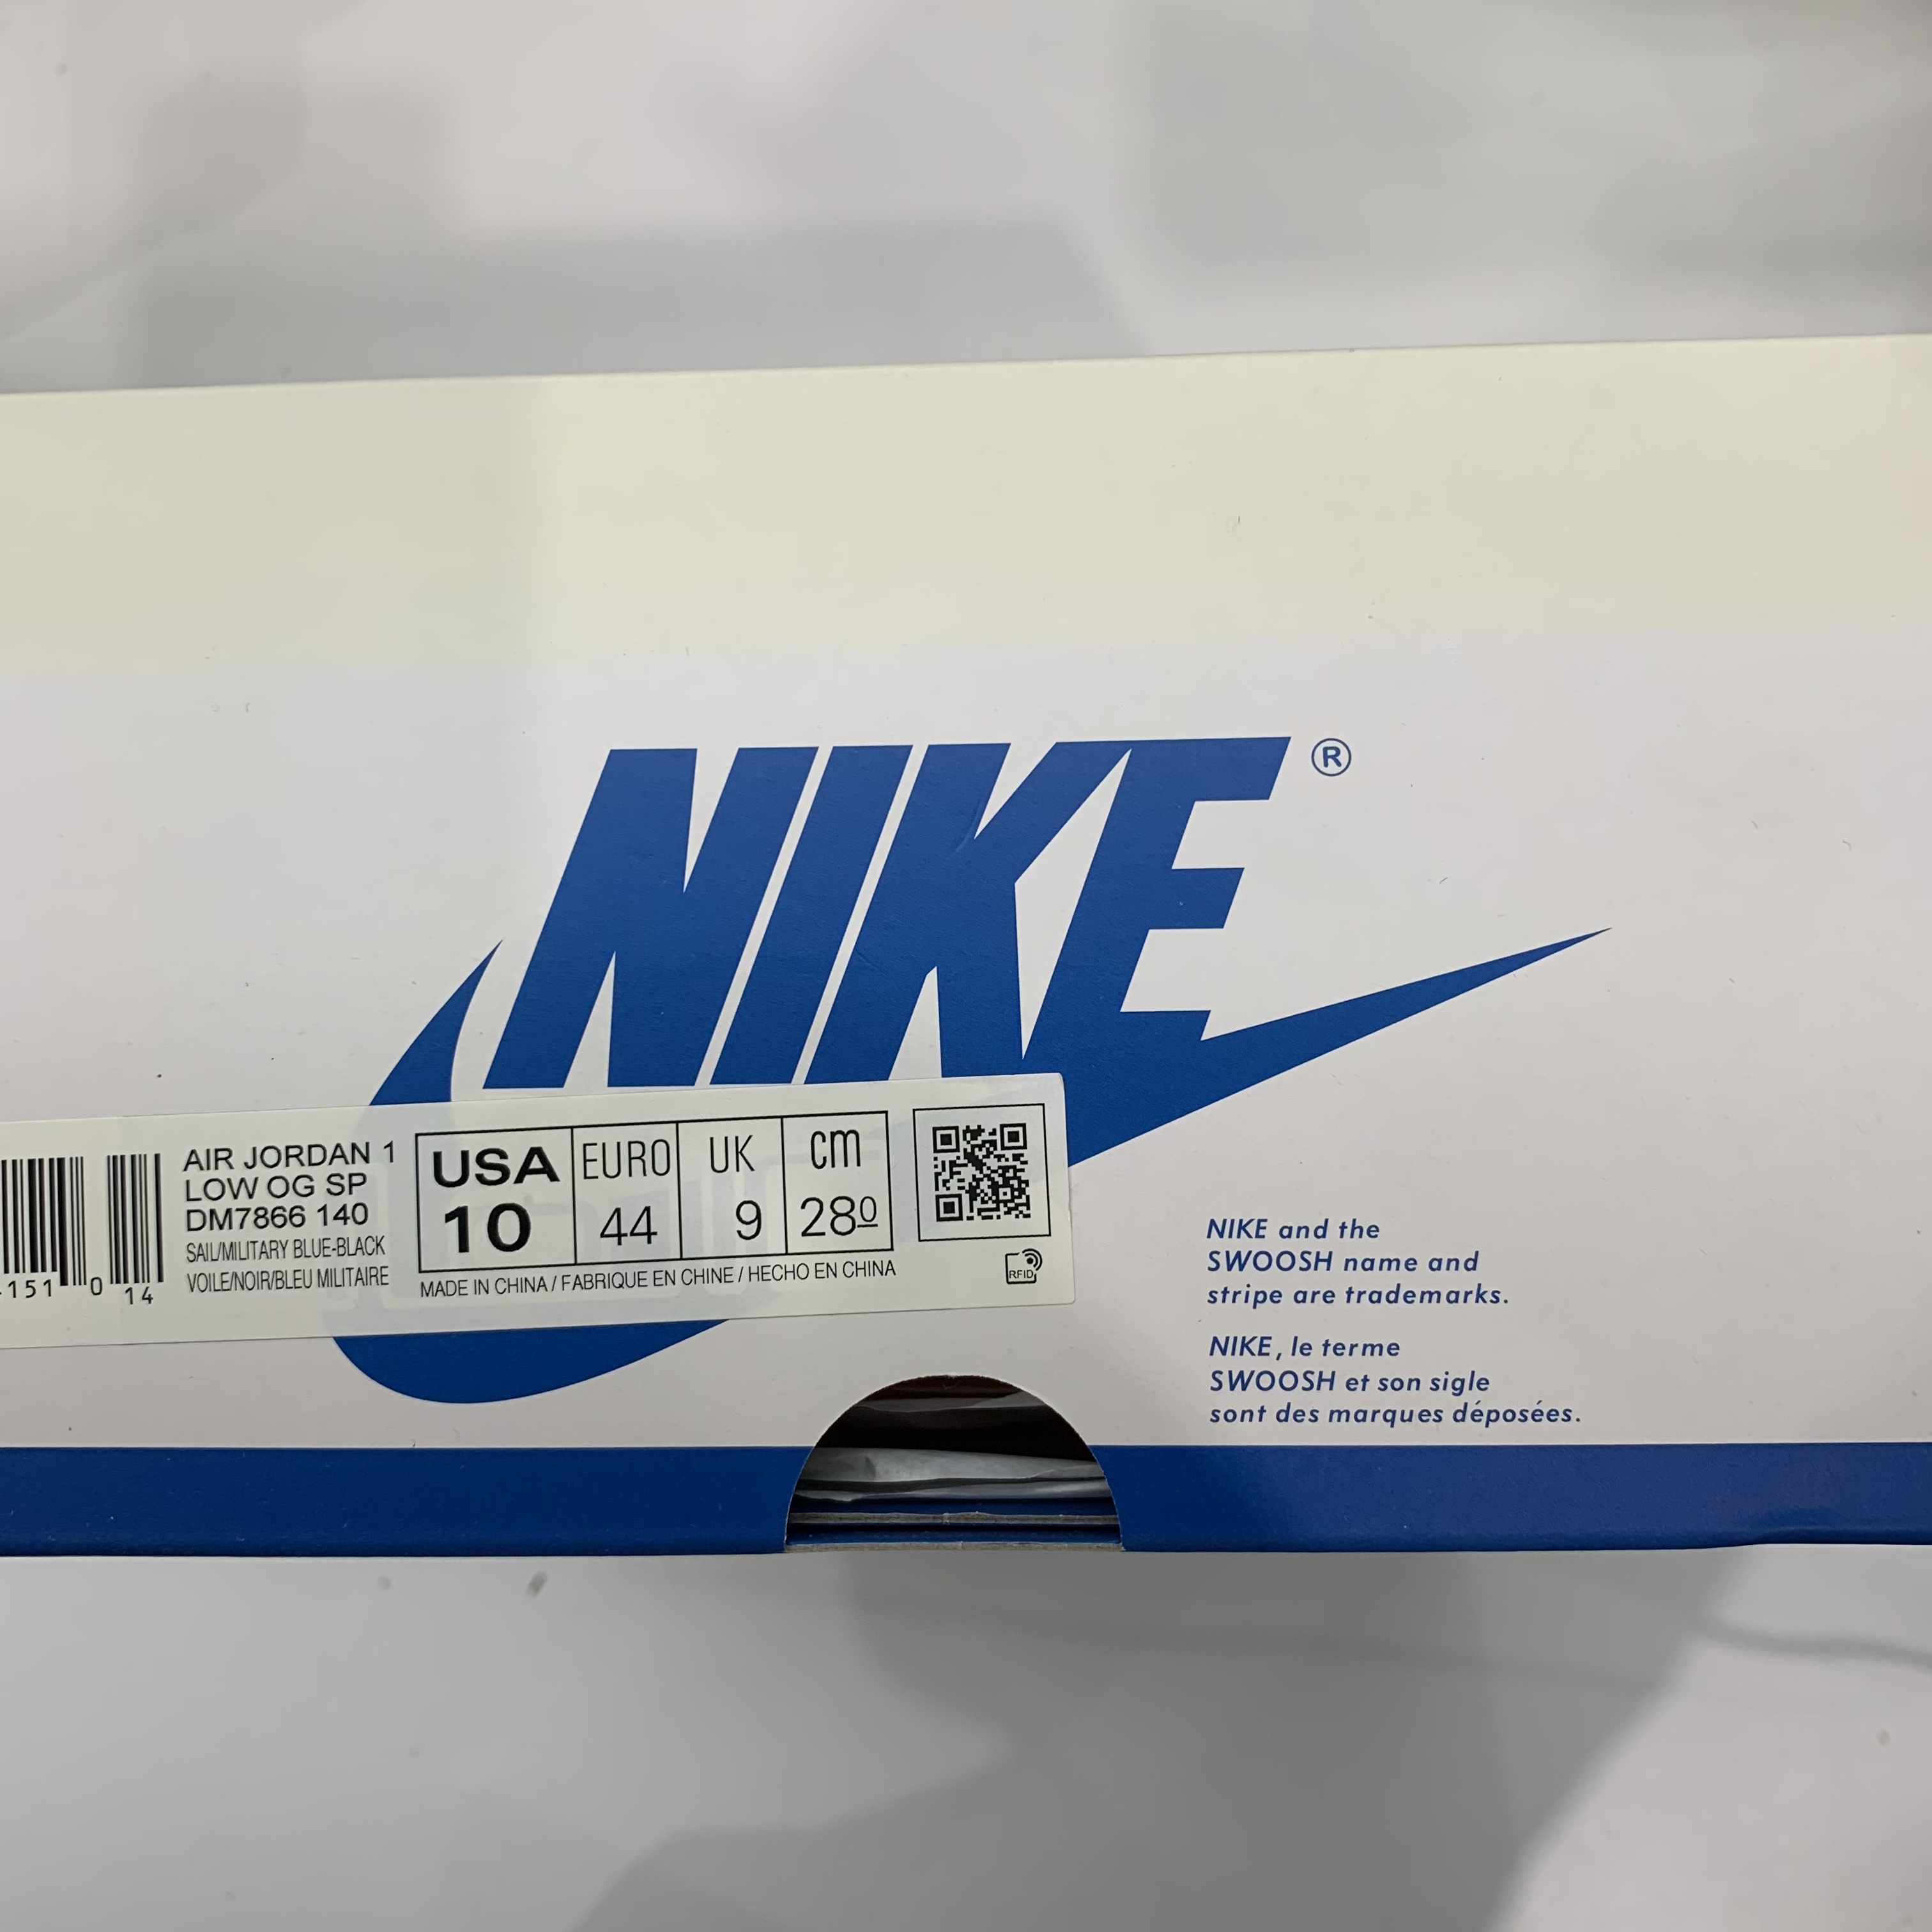 NIKE®
AIR JORDAN 1
LOW OG SP
DM7866 140
SAIL/MILITARY BLUE-BLACK
VOILE/NOIR/BLEU MILITAIRE
151 0 14
USA EURO UK cm
10 44 9 280
MADE IN CHINA / FABRIQUE EN CHINE / HECHO EN CHINA
RFID
NIKE and the
SWOOSH name and
stripe are trademarks.
NIKE, le terme
SWOOSH et son sigle
sont des marques déposées.